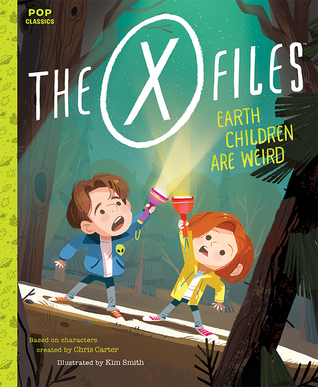 POP
CLASSICS
THE X FILES
EARTH
CHILDREN
ARE WEIRD
Based on characters
created by Chris Carter
Illustrated by Kim Smith